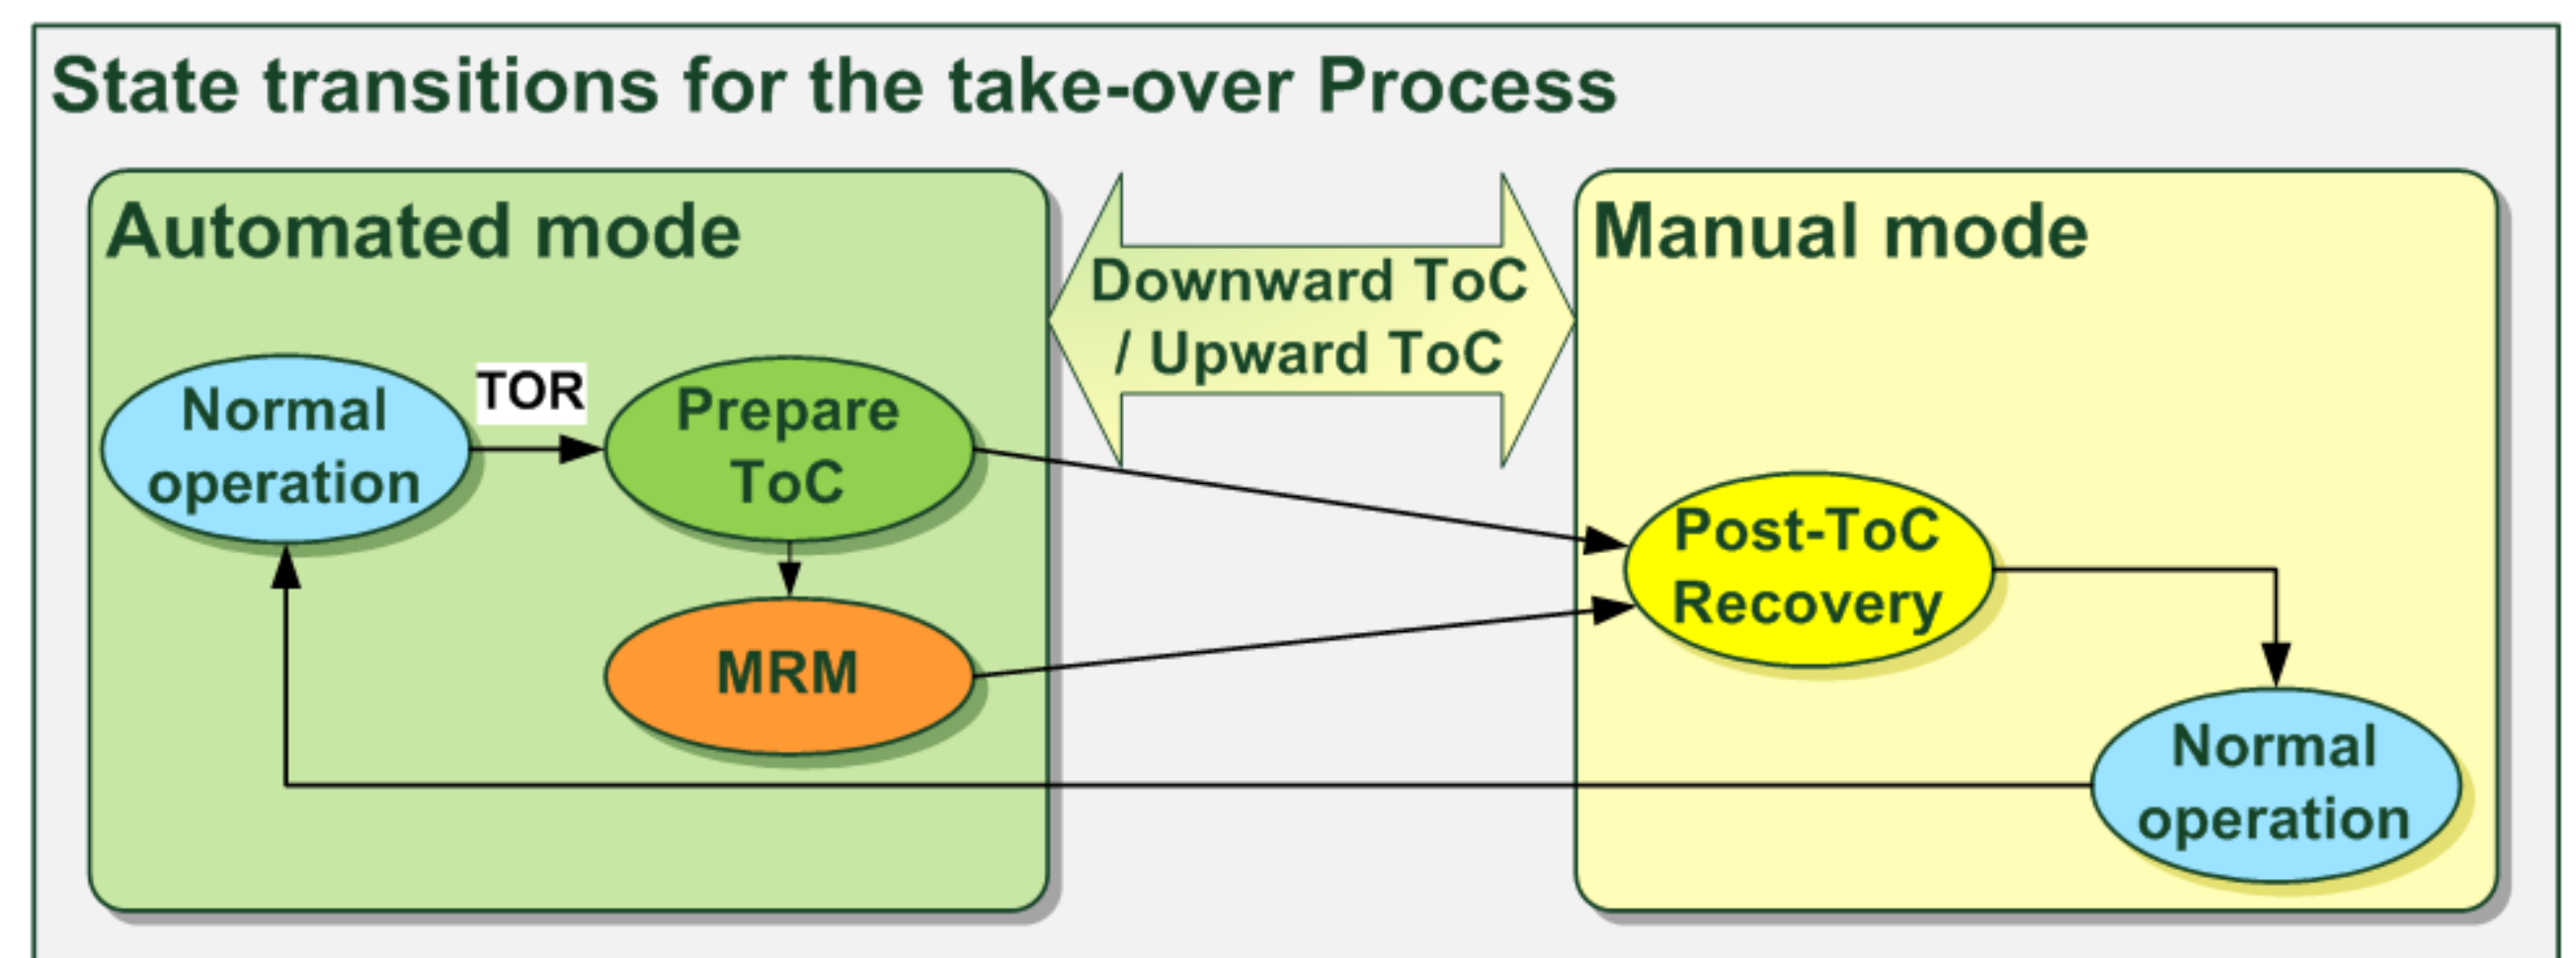 State transitions for the take-over Process
Automated mode
Downward ToC
/ Upward ToC
Manual mode
Normal
operation
TOR
Prepare
ToC
MRM
Post-ToC
Recovery
Normal
operation